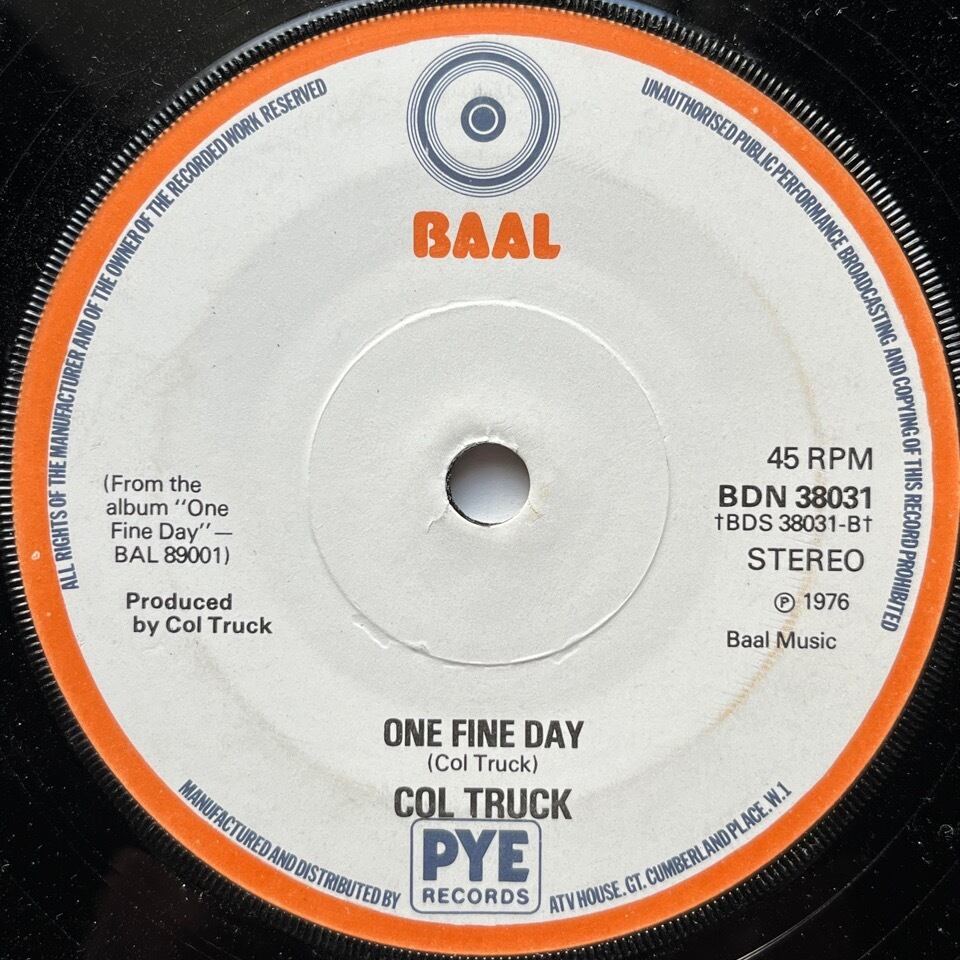 ALL RIGHTS OF THE MANUFACTURER AND OF THE OWNER OF THE RECORDED WORK RESERVED
UNAUTHORISED PUBLIC PERFORMANCE BROADCASTING AND COPYING OF THIS RECORD PROHIBITED
BAAL
(From the
album "One
Fine Day"—
BAL 89001)
Produced
by Col Truck
45 RPM
BDN 38031
†BDS 38031-B†
STEREO
℗ 1976
Baal Music
ONE FINE DAY
(Col Truck)
COL TRUCK
MANUFACTURED AND DISTRIBUTED BY
PYE
RECORDS
ATV HOUSE. GT. CUMBERLAND PLACE. W.1